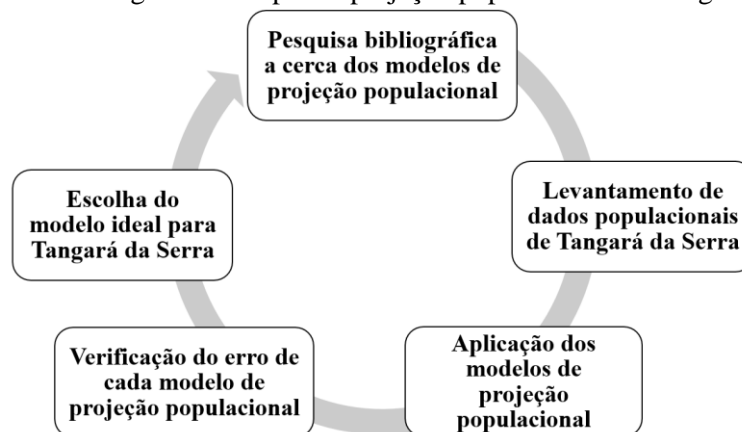 Pesquisa bibliográfica
a cerca dos modelos de
projeção populacional
Levantamento de
dados populacionais
de Tangará da Serra
Aplicação dos
modelos de
projeção
populacional
Verificação do erro de
cada modelo de
projeção populacional
Escolha do
modelo ideal para
Tangará da Serra